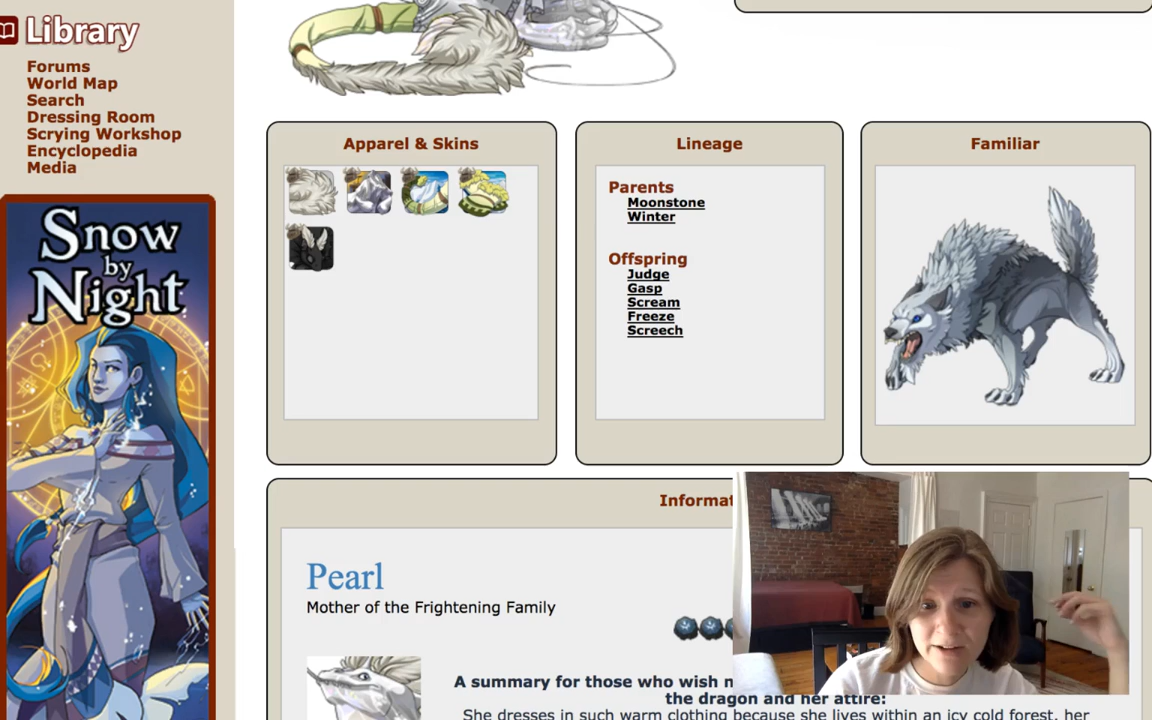 Library
Forums
World Map
Search
Dressing Room
Scrying Workshop
Encyclopedia
Media
Snow
by
Night
Apparel & Skins
Lineage
Parents
Moonstone
Winter
Offspring
Judge
Gasp
Scream
Freeze
Screech
Familiar
Pearl
Mother of the Frightening Family
A summary for those who wish
the dragon and her attire:
She dresses in such warm clothing because she lives within an icy cold forest, her